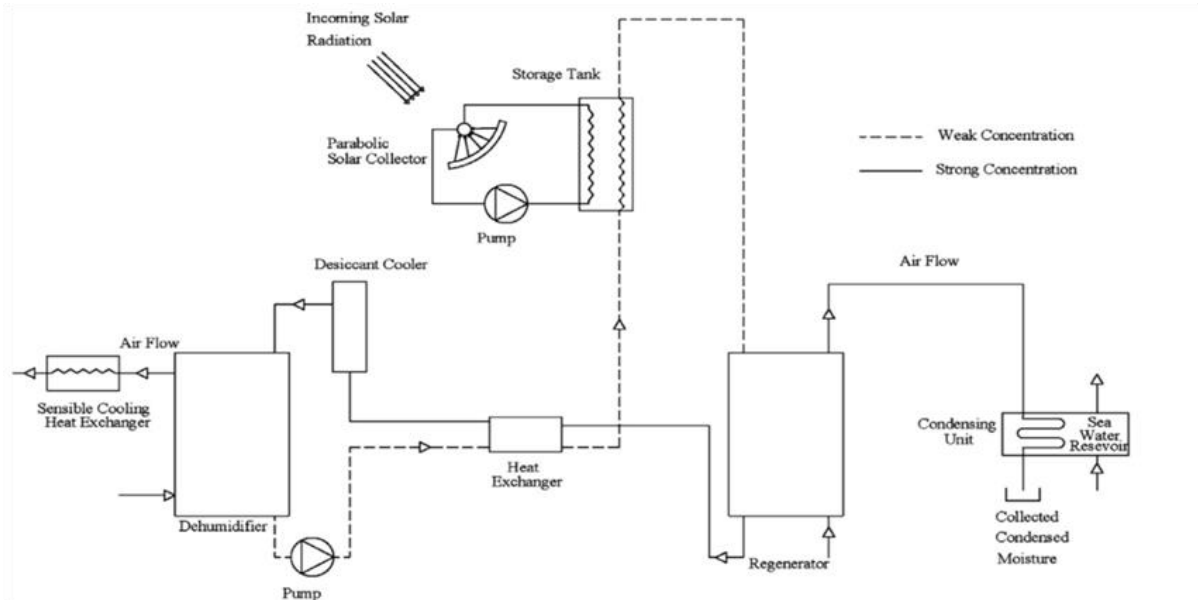 Incoming Solar
Radiation
Storage Tank
Parabolic
Solar Collector
Pump
Weak Concentration
Strong Concentration
Desiccant Cooler
Air Flow
Air Flow
Sensible Cooling
Heat Exchanger
Heat
Exchanger
Condensing
Unit
Sea
Water
Resevoir
Dehumidifier
Pump
Regenerator
Collected
Condensed
Moisture